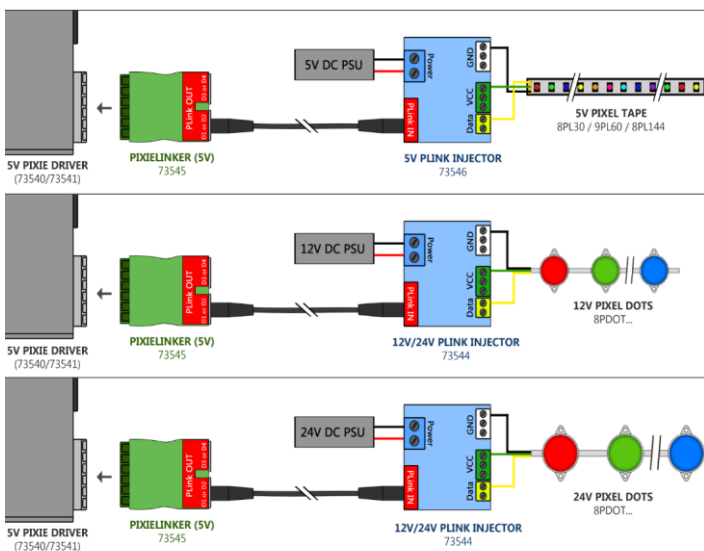 5V DC PSU
Power
GND
VCC
Data
PLink IN
PLink OUT
D3 or D4
D1 or D2
5V PIXEL TAPE
8PL30 / 9PL60 / 8PL144
5V PIXIE DRIVER
(73540/73541)
PIXIELINKER (5V)
73545
5V PLINK INJECTOR
73546
12V DC PSU
Power
GND
VCC
Data
PLink IN
PLink OUT
D3 or D4
D1 or D2
12V PIXEL DOTS
8PDOT...
5V PIXIE DRIVER
(73540/73541)
PIXIELINKER (5V)
73545
12V/24V PLINK INJECTOR
73544
24V DC PSU
Power
GND
VCC
Data
PLink IN
PLink OUT
D3 or D4
D1 or D2
24V PIXEL DOTS
8PDOT...
5V PIXIE DRIVER
(73540/73541)
PIXIELINKER (5V)
73545
12V/24V PLINK INJECTOR
73544